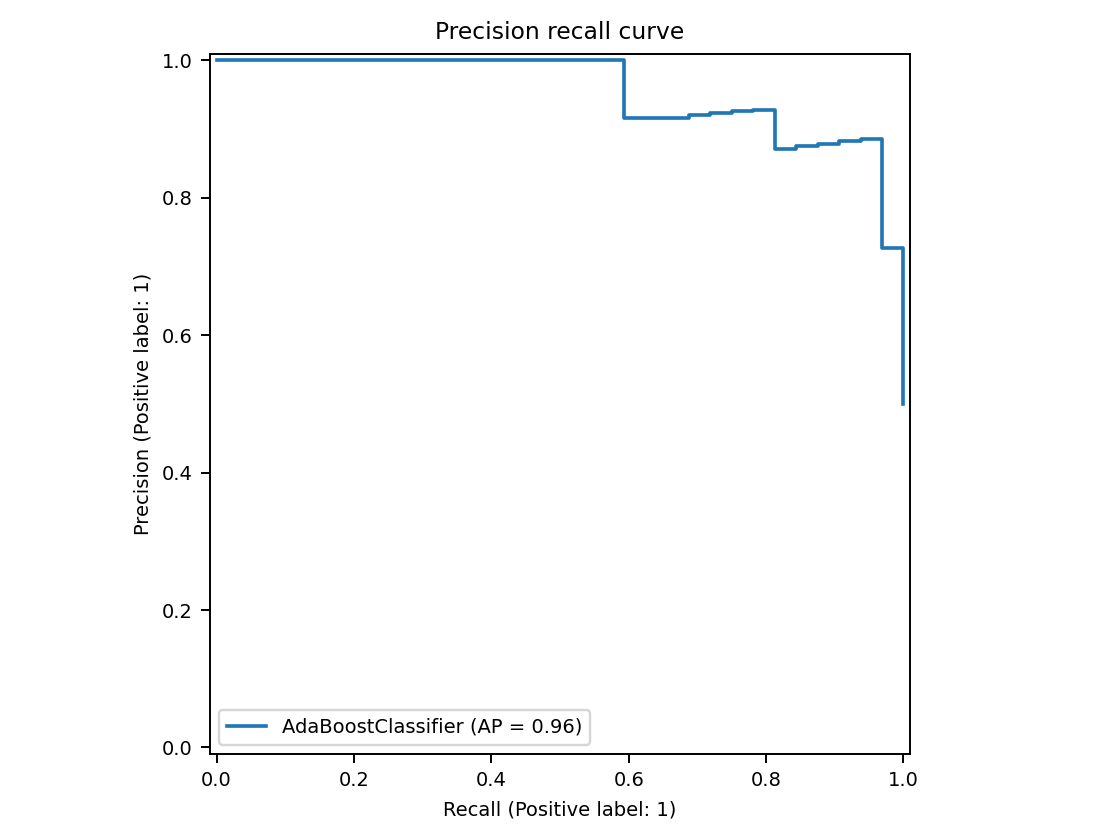 Precision recall curve
1.0
0.8
0.6
0.4
0.2
0.0
Precision (Positive label: 1)
AdaBoostClassifier (AP = 0.96)
0.0 0.2 0.4 0.6 0.8 1.0
Recall (Positive label: 1)